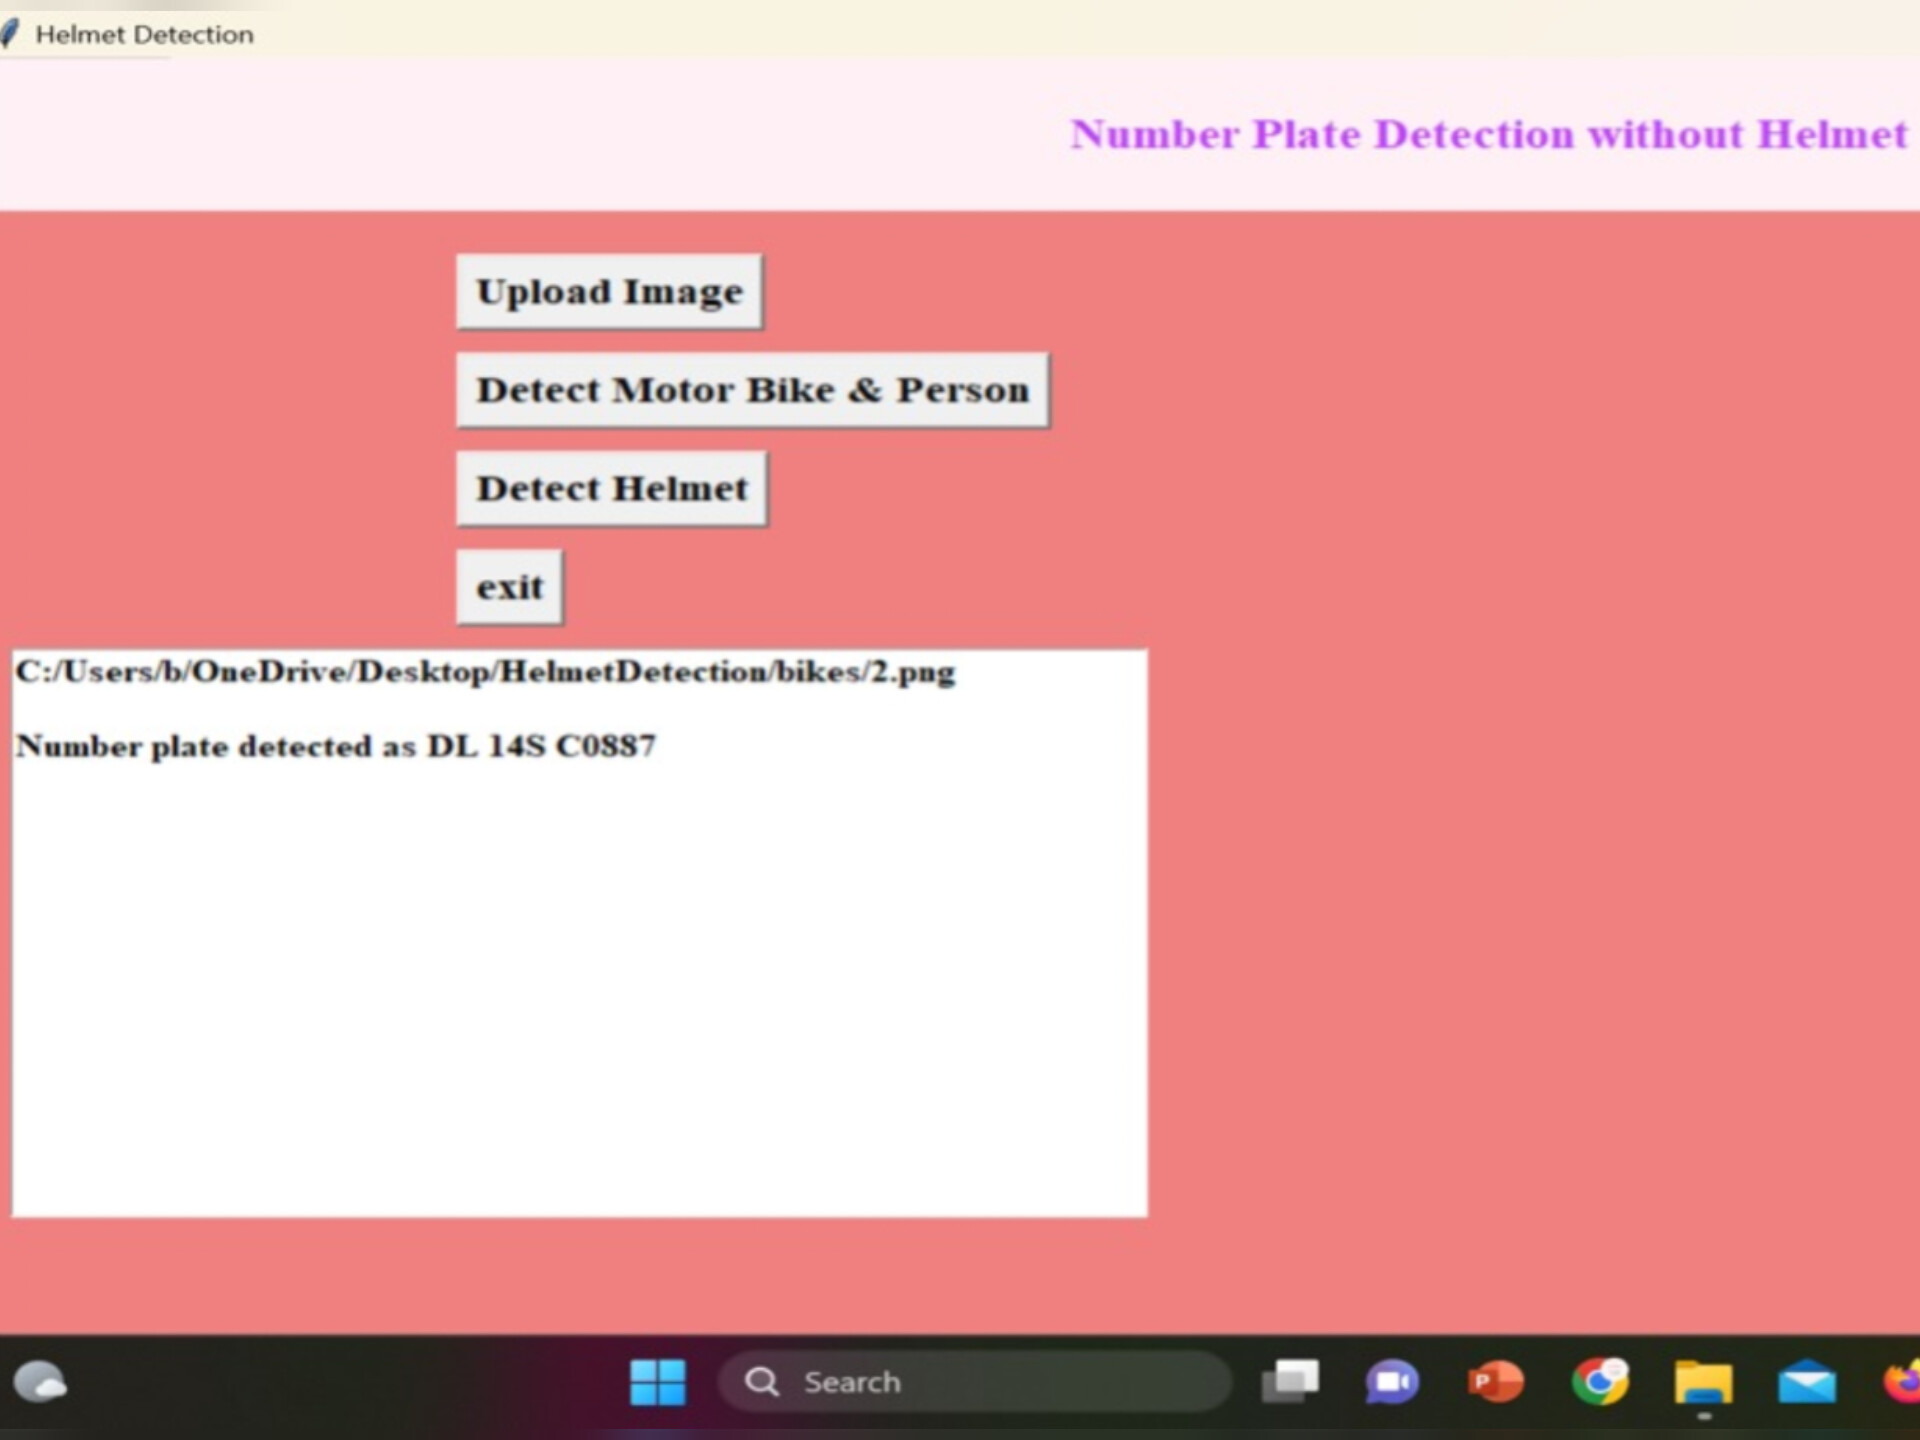 Helmet Detection
Number Plate Detection without Helmet
Upload Image
Detect Motor Bike & Person
Detect Helmet
exit
C:/Users/b/OneDrive/Desktop/HelmetDetection/bikes/2.png
Number plate detected as DL 14S C0887
Search
P